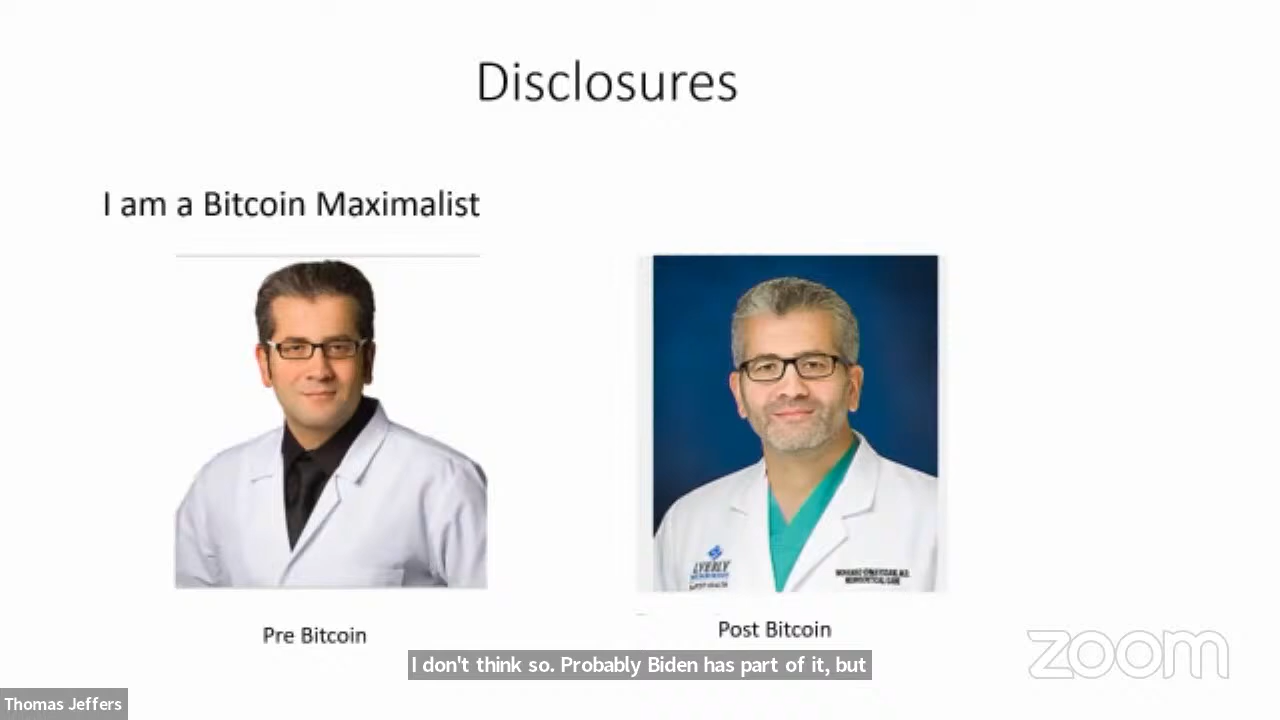 Disclosures
I am a Bitcoin Maximalist
LYERLY
Pre Bitcoin
Post Bitcoin
I don't think so. Probably Biden has part of it, but
zoom
Thomas Jeffers